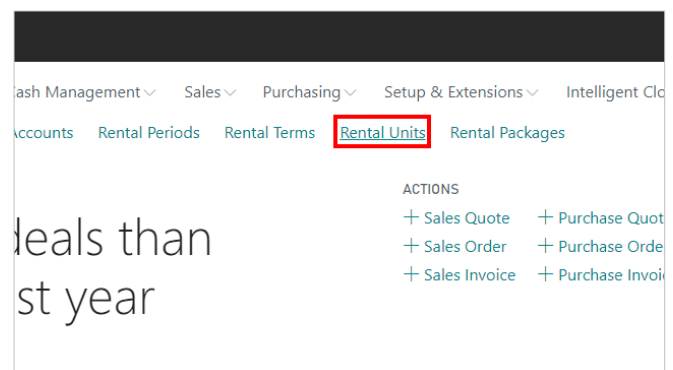 ash Management Sales Purchasing Setup & Extensions Intelligent Clo
Accounts Rental Periods Rental Terms Rental Units Rental Packages
ACTIONS
+ Sales Quote + Purchase Quot
+ Sales Order + Purchase Orde
+ Sales Invoice + Purchase Invoi
deals than
st year